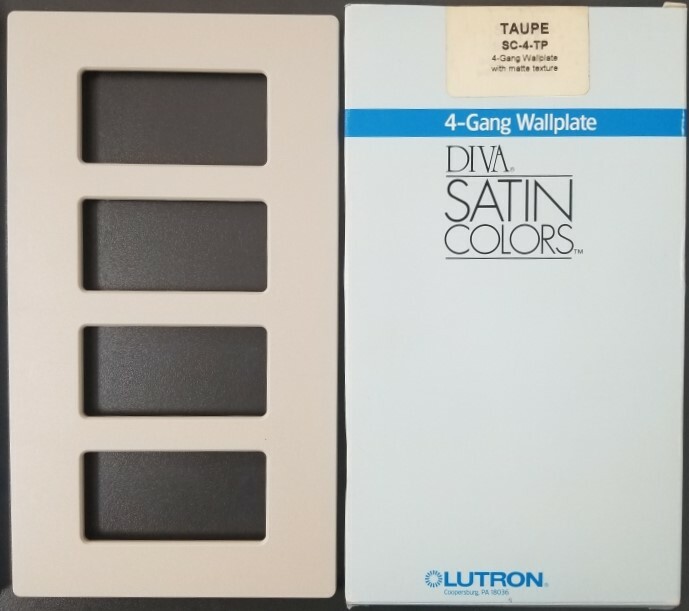 TAUPE
SC-4-TP
4-Gang Wallplate
with matte texture
4-Gang Wallplate
DIVA®
SATIN
COLORS™
LUTRON®
Coopersburg, PA 18036